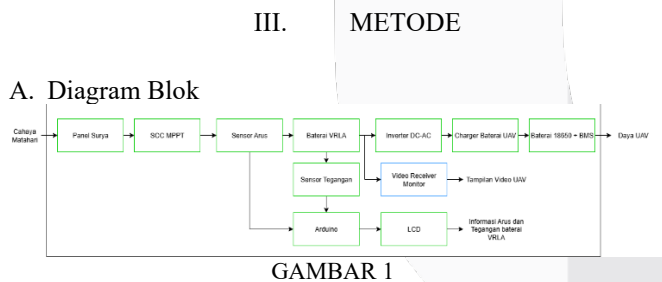 III. METODE
A. Diagram Blok
Cahaya
Matahari
Panel Surya
SCC MPPT
Sensor Arus
Baterai VRLA
Inverter DC-AC
Charger Baterai UAV
Baterai 18650 + BMS
Daya UAV
Sensor Tegangan
Video Receiver
Monitor
Tampilan Video UAV
Arduino
LCD
Informasi Arus dan
Tegangan baterai
VRLA
GAMBAR 1